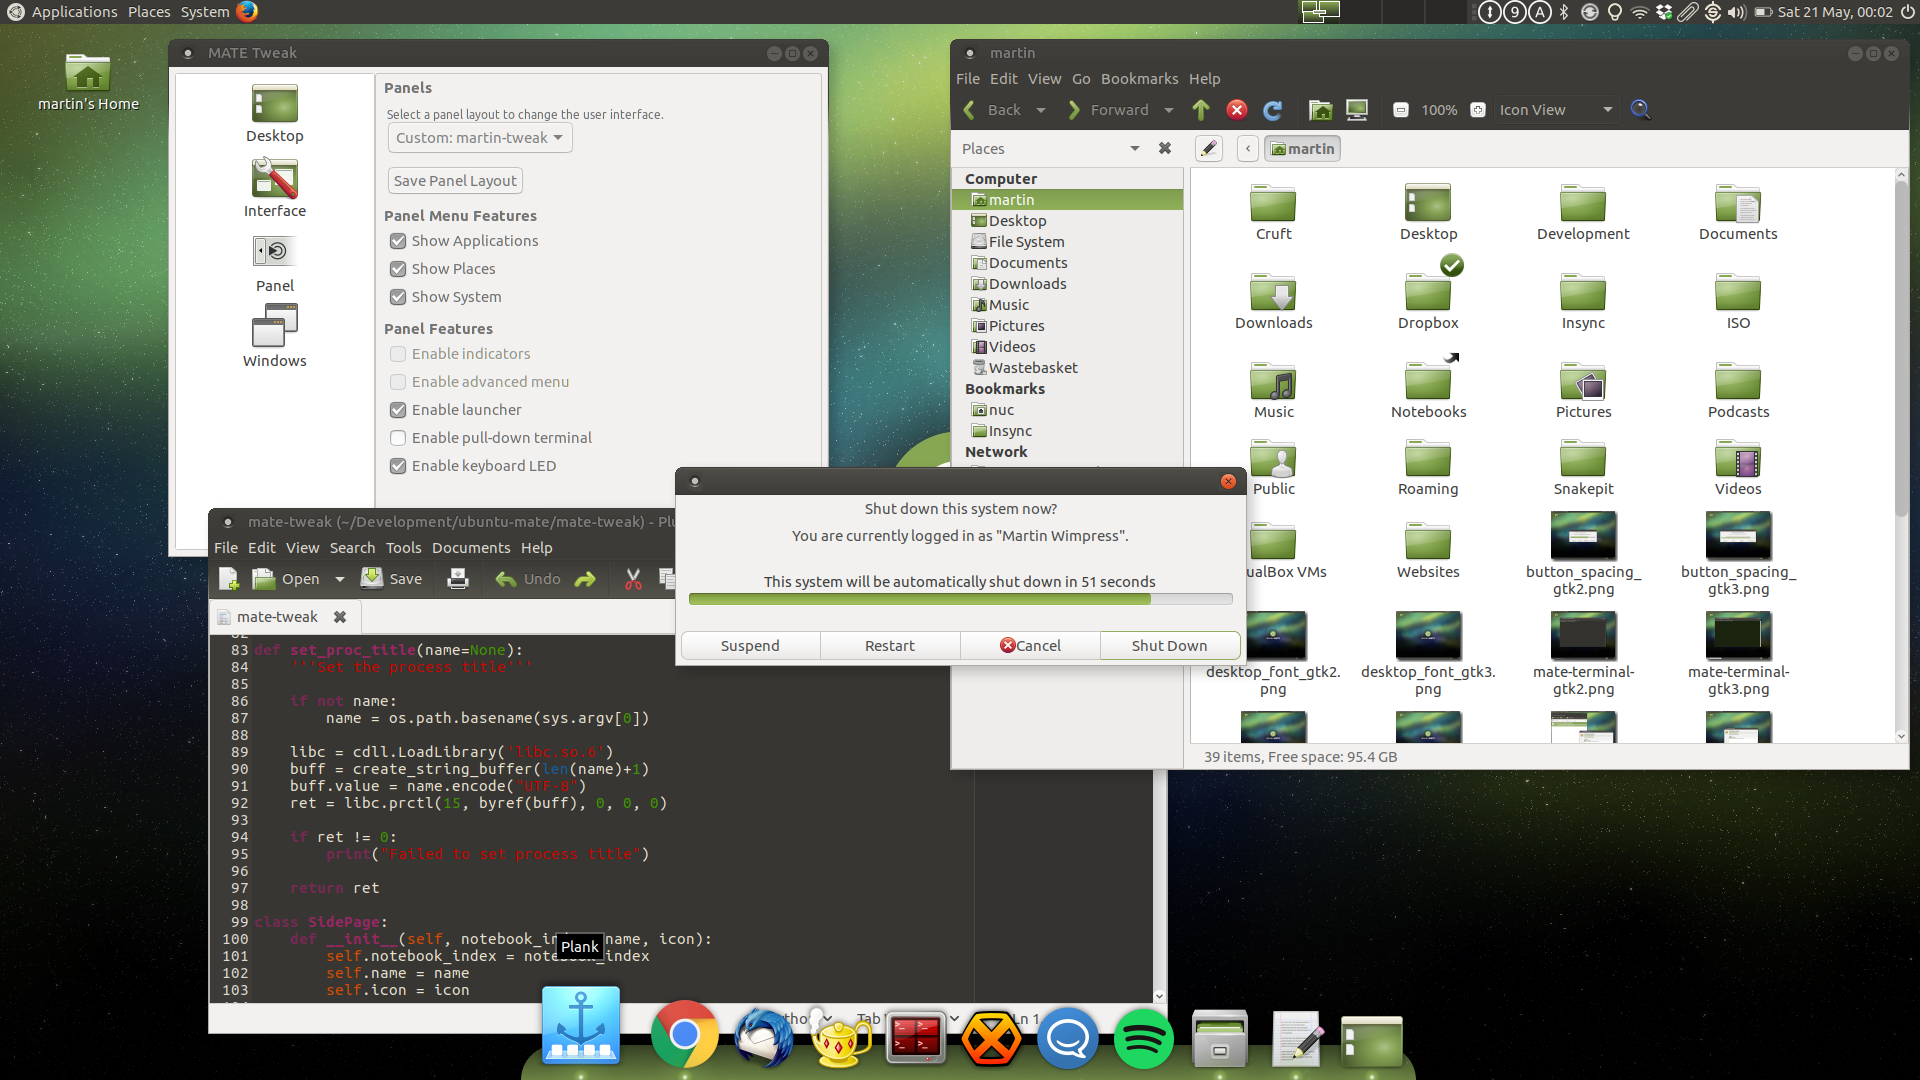 Applications Places System
9 A Sat 21 May, 00:02
martin's Home
MATE Tweak
Desktop
Interface
Panel
Windows
Panels
Select a panel layout to change the user interface.
Custom: martin-tweak
Save Panel Layout
Panel Menu Features
Show Applications
Show Places
Show System
Panel Features
Enable indicators
Enable advanced menu
Enable launcher
Enable pull-down terminal
Enable keyboard LED
martin
File Edit View Go Bookmarks Help
Back Forward 100% Icon View
Places
martin
Computer
martin
Desktop
File System
Documents
Downloads
Music
Pictures
Videos
Wastebasket
Bookmarks
nuc
Insync
Network
Cruft Desktop Development Documents
Downloads Dropbox Insync ISO
Music Notebooks Pictures Podcasts
Public Roaming Snakepit Videos
ualBox VMs Websites button_spacing_gtk2.png button_spacing_gtk3.png
desktop_font_gtk2.png desktop_font_gtk3.png mate-terminal-gtk2.png mate-terminal-gtk3.png
39 items, Free space: 95.4 GB
Shut down this system now?
You are currently logged in as "Martin Wimpress".
This system will be automatically shut down in 51 seconds
Suspend Restart Cancel Shut Down
mate-tweak (~/Development/ubuntu-mate/mate-tweak) - Plu
File Edit View Search Tools Documents Help
Open Save Undo
mate-tweak
83 def set_proc_title(name=None):
84     '''Set the process title'''
85
86     if not name:
87         name = os.path.basename(sys.argv[0])
88
89     libc = cdll.LoadLibrary('libc.so.6')
90     buff = create_string_buffer(len(name)+1)
91     buff.value = name.encode("UTF-8")
92     ret = libc.prctl(15, byref(buff), 0, 0, 0)
93
94     if ret != 0:
95         print("Failed to set process title")
96
97     return ret
98
99 class SidePage:
100     def __init__(self, notebook_in name, icon):
101         self.notebook_index = notebook_index
102         self.name = name
103         self.icon = icon
Plank
Tab Ln 1